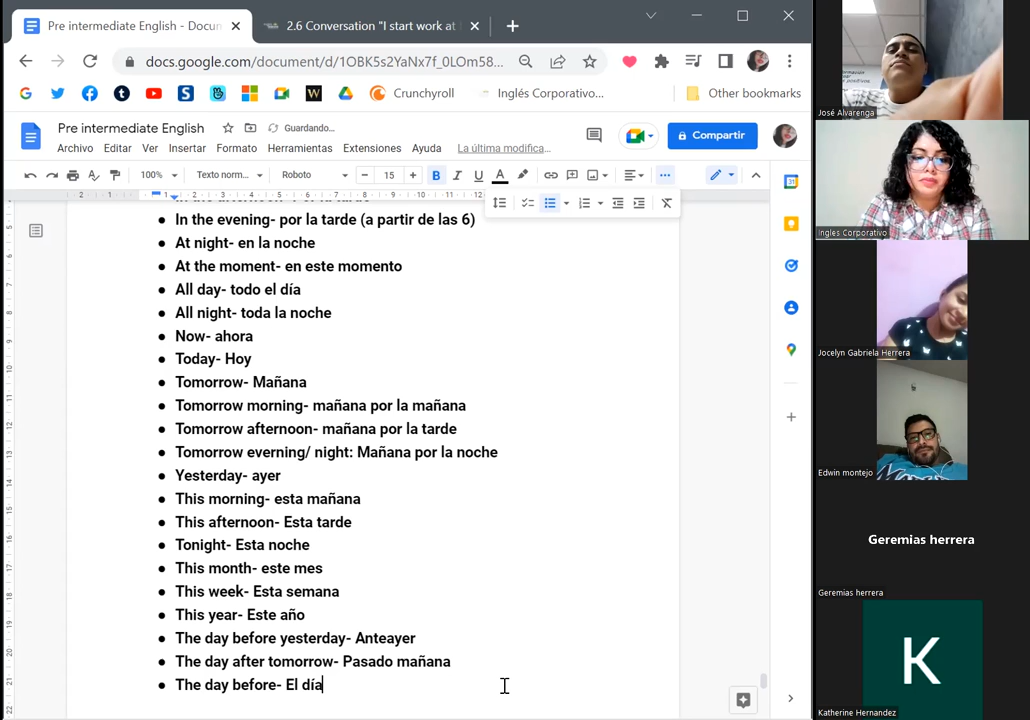 Pre intermediate English - Docun
2.6 Conversation "I start work at
docs.google.com/document/d/1OBK5s2YaNx7f_0LOm58...
Crunchyroll
Inglés Corporativo...
Other bookmarks
Pre intermediate English
Guardando...
Archivo Editar Ver Insertar Formato Herramientas Extensiones Ayuda La última modifica...
Compartir
100% Texto norm... Roboto 15
In the evening- por la tarde (a partir de las 6)
At night- en la noche
At the moment- en este momento
All day- todo el día
All night- toda la noche
Now- ahora
Today- Hoy
Tomorrow- Mañana
Tomorrow morning- mañana por la mañana
Tomorrow afternoon- mañana por la tarde
Tomorrow everning/ night: Mañana por la noche
Yesterday- ayer
This morning- esta mañana
This afternoon- Esta tarde
Tonight- Esta noche
This month- este mes
This week- Esta semana
This year- Este año
The day before yesterday- Anteayer
The day after tomorrow- Pasado mañana
The day before- El día
José Alvarenga
Ingles Corporativo
Jocelyn Gabriela Herrera
Edwin montejo
Geremias herrera
Geremias herrera
K
Katherine Hernandez